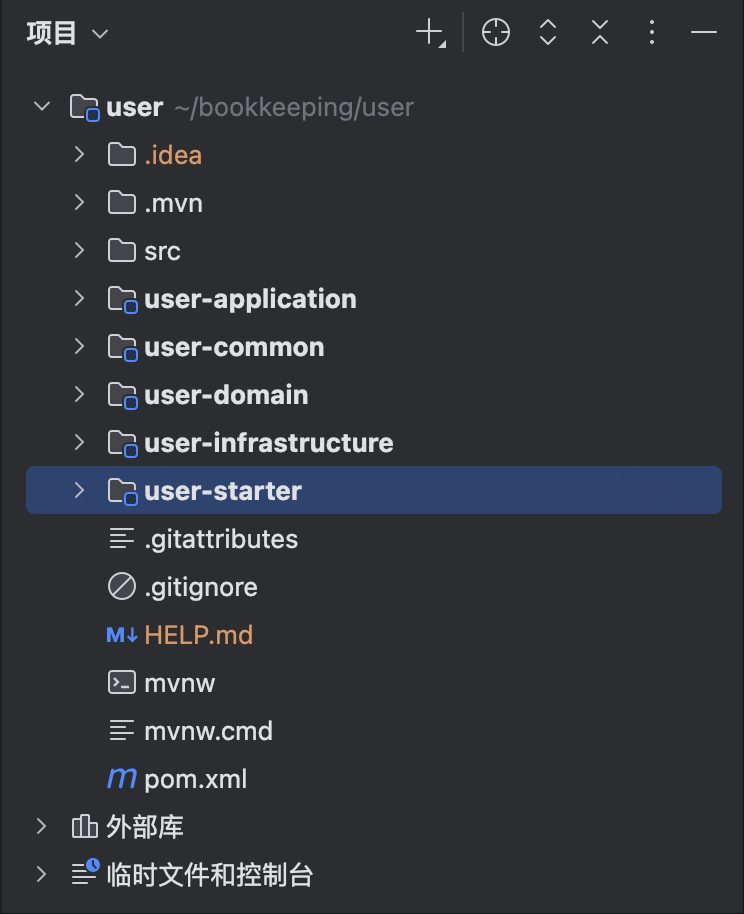 项目
user ~/bookkeeping/user
.idea
.mvn
src
user-application
user-common
user-domain
user-infrastructure
user-starter
.gitattributes
.gitignore
M↓ HELP.md
mvnw
mvnw.cmd
m pom.xml
外部库
临时文件和控制台